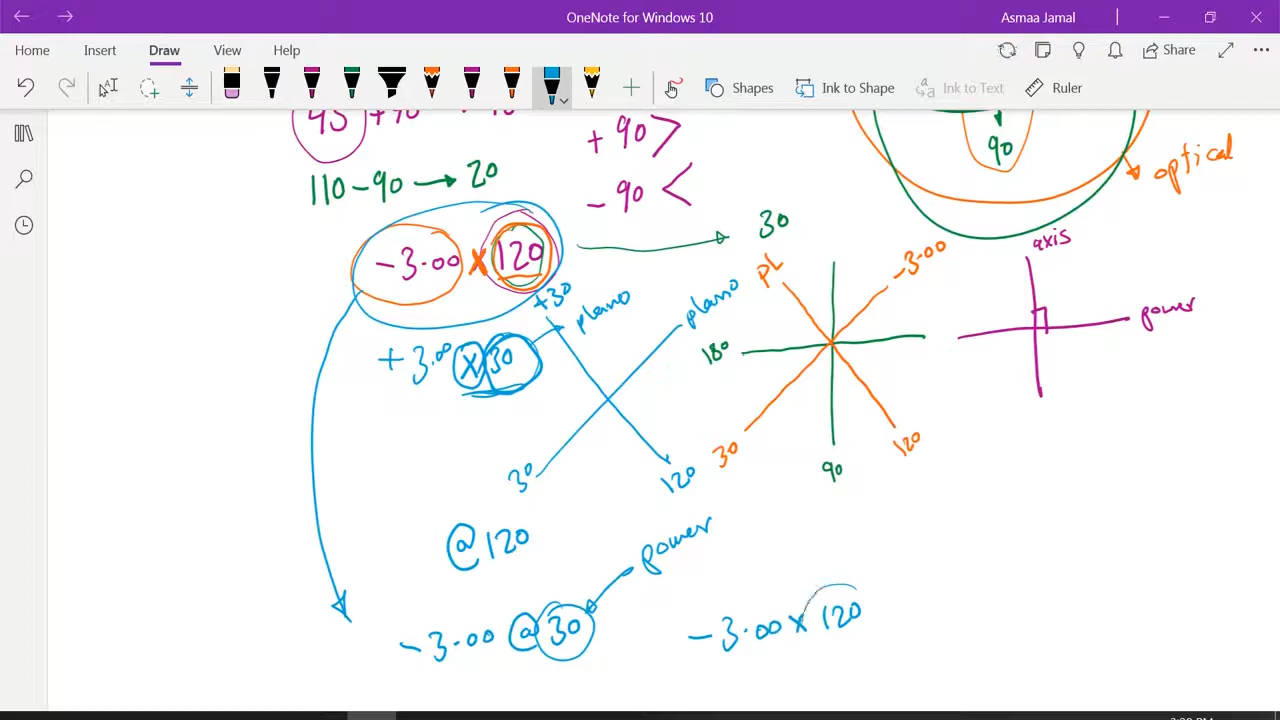 OneNote for Windows 10
Asmaa Jamal
Home Insert Draw View Help
Share
Shapes Ink to Shape Ink to Text Ruler
45 +90
+ 90 >
90
110-90 → 20
- 90 <
optical
-3.00 x 120
30
axis
pl
-3.00
+30
plano
plano
power
+3.00 x 30
180
30
120
30
120
90
@120
power
-3.00 @ 30
-3.00 x 120